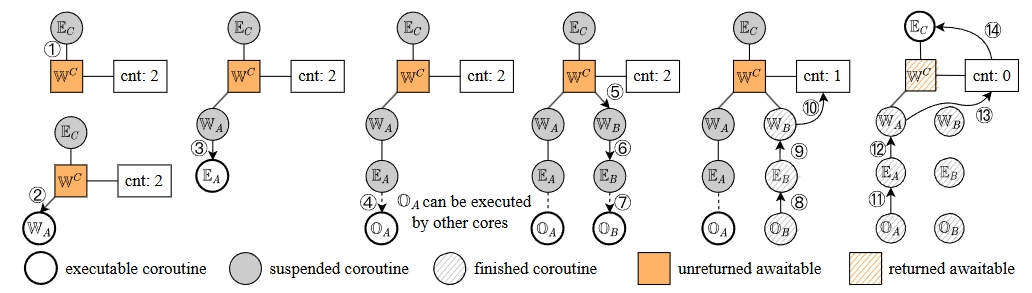 𝔼_C
①
𝕎^C
cnt: 2
𝔼_C
𝕎^C
cnt: 2
②
𝕎_A
𝔼_C
𝕎^C
cnt: 2
𝕎_A
③
𝔼_A
𝔼_C
𝕎^C
cnt: 2
𝕎_A
𝔼_A
④
𝕆_A can be executed
by other cores
𝕆_A
𝔼_C
𝕎^C
cnt: 2
⑤
𝕎_A
𝕎_B
⑥
𝔼_A
𝔼_B
⑦
𝕆_A
𝕆_B
𝔼_C
𝕎^C
cnt: 1
⑩
𝕎_A
𝕎_B
⑨
𝔼_A
𝔼_B
⑧
𝕆_A
𝕆_B
𝔼_C
⑭
𝕎^C
cnt: 0
⑬
𝕎_A
𝕎_B
⑫
𝔼_A
𝔼_B
⑪
𝕆_A
𝕆_B
executable coroutine
suspended coroutine
finished coroutine
unreturned awaitable
returned awaitable